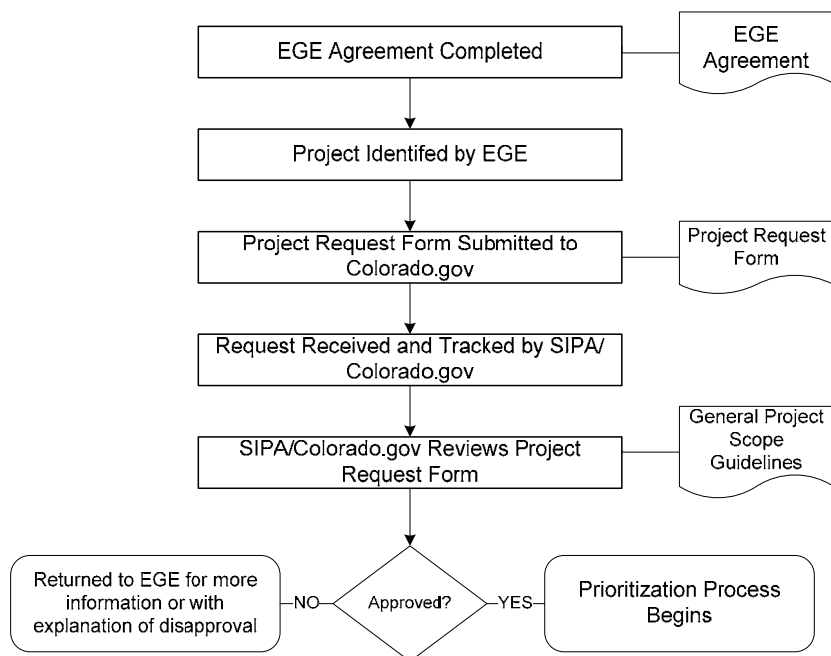 EGE Agreement Completed
EGE
Agreement
Project Identifed by EGE
Project Request Form Submitted to
Colorado.gov
Project Request
Form
Request Received and Tracked by SIPA/
Colorado.gov
SIPA/Colorado.gov Reviews Project
Request Form
General Project
Scope
Guidelines
Returned to EGE for more
information or with
explanation of disapproval
NO
Approved?
YES
Prioritization Process
Begins